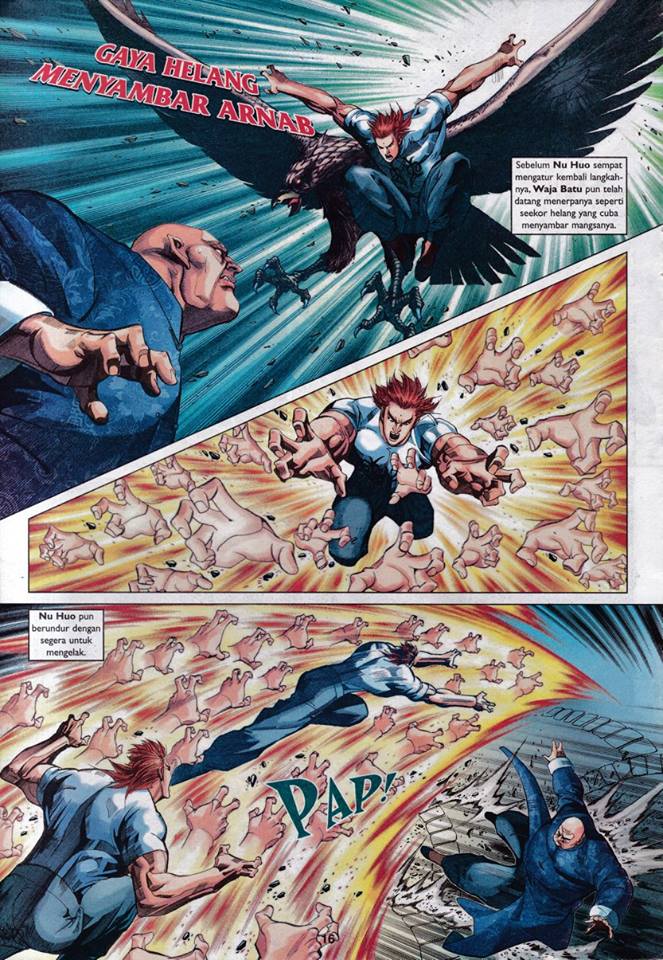 GAYA HELANG
MENYAMBAR ARNAB
Sebelum Nu Huo sempat
mengatur kembali langkah-
nya, Waja Batu pun telah
datang menerpanya seperti
seekor helang yang cuba
menyambar mangsanya.
Nu Huo pun
berundur dengan
segera untuk
mengelak.
PAP!
16